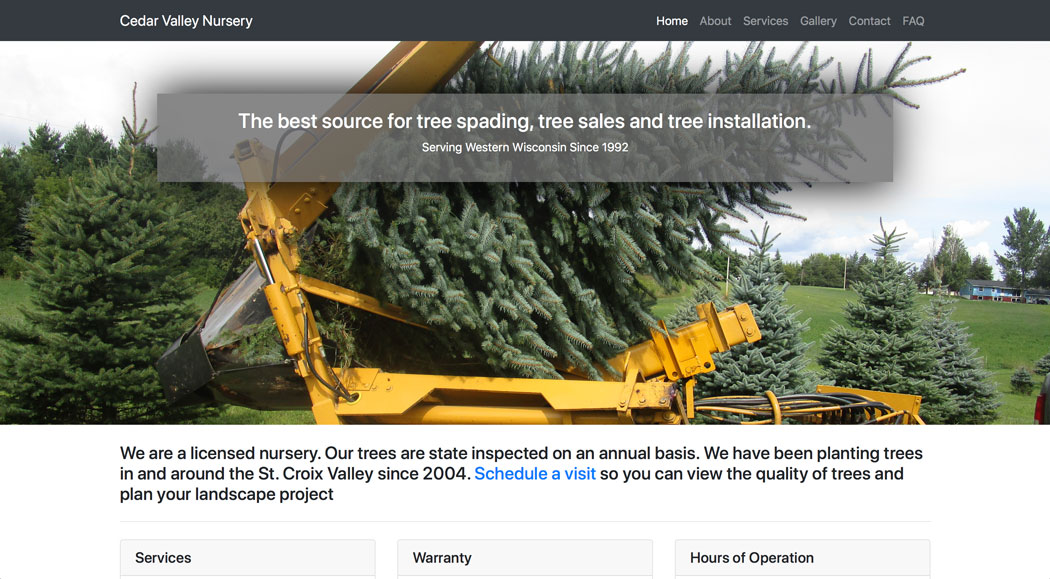 Cedar Valley Nursery
Home About Services Gallery Contact FAQ
The best source for tree spading, tree sales and tree installation.
Serving Western Wisconsin Since 1992
We are a licensed nursery. Our trees are state inspected on an annual basis. We have been planting trees
in and around the St. Croix Valley since 2004. Schedule a visit so you can view the quality of trees and
plan your landscape project
Services
Warranty
Hours of Operation